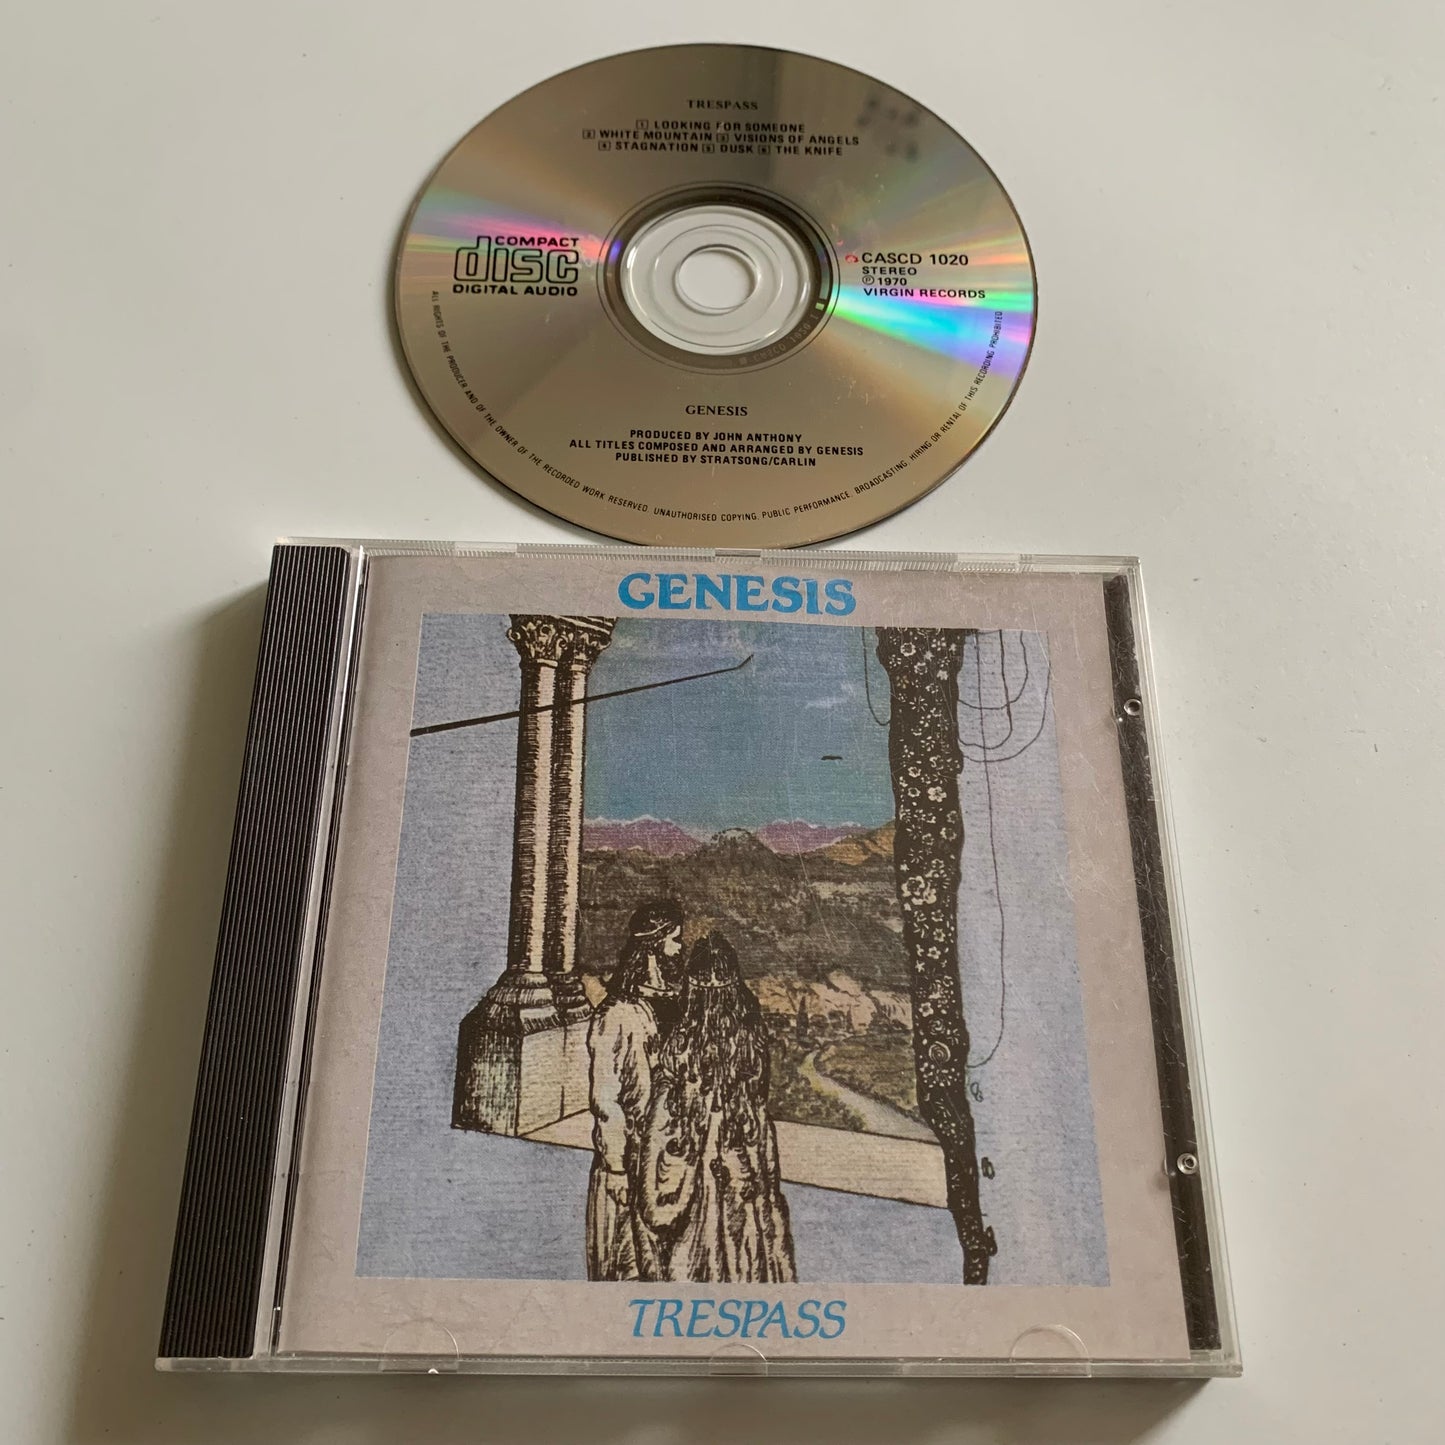 TRESPASS
1 LOOKING FOR SOMEONE
2 WHITE MOUNTAIN 3 VISIONS OF ANGELS
4 STAGNATION 5 DUSK 6 THE KNIFE
COMPACT
disc
DIGITAL AUDIO
CASCD 1020
STEREO
Ⓟ 1970
VIRGIN RECORDS
GENESIS
PRODUCED BY JOHN ANTHONY
ALL TITLES COMPOSED AND ARRANGED BY GENESIS
PUBLISHED BY STRATSONG/CARLIN
ALL RIGHTS OF THE PRODUCER AND OF THE OWNER OF THE RECORDED WORK RESERVED. UNAUTHORISED COPYING, PUBLIC PERFORMANCE, BROADCASTING, HIRING OR RENTAL OF THIS RECORDING PROHIBITED
GENESIS
TRESPASS